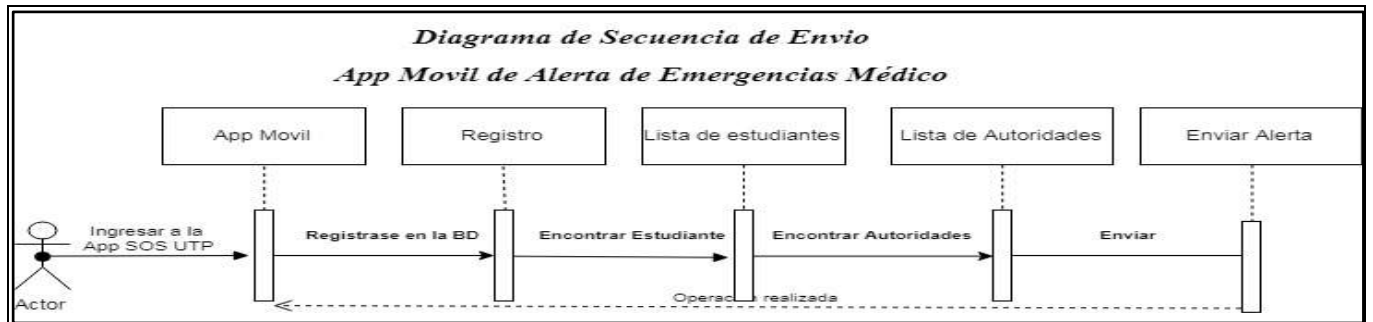 Diagrama de Secuencia de Envio
App Movil de Alerta de Emergencias Médico
App Movil
Registro
Lista de estudiantes
Lista de Autoridades
Enviar Alerta
Ingresar a la
App SOS UTP
Registrase en la BD
Encontrar Estudiante
Encontrar Autoridades
Enviar
Actor
realizada